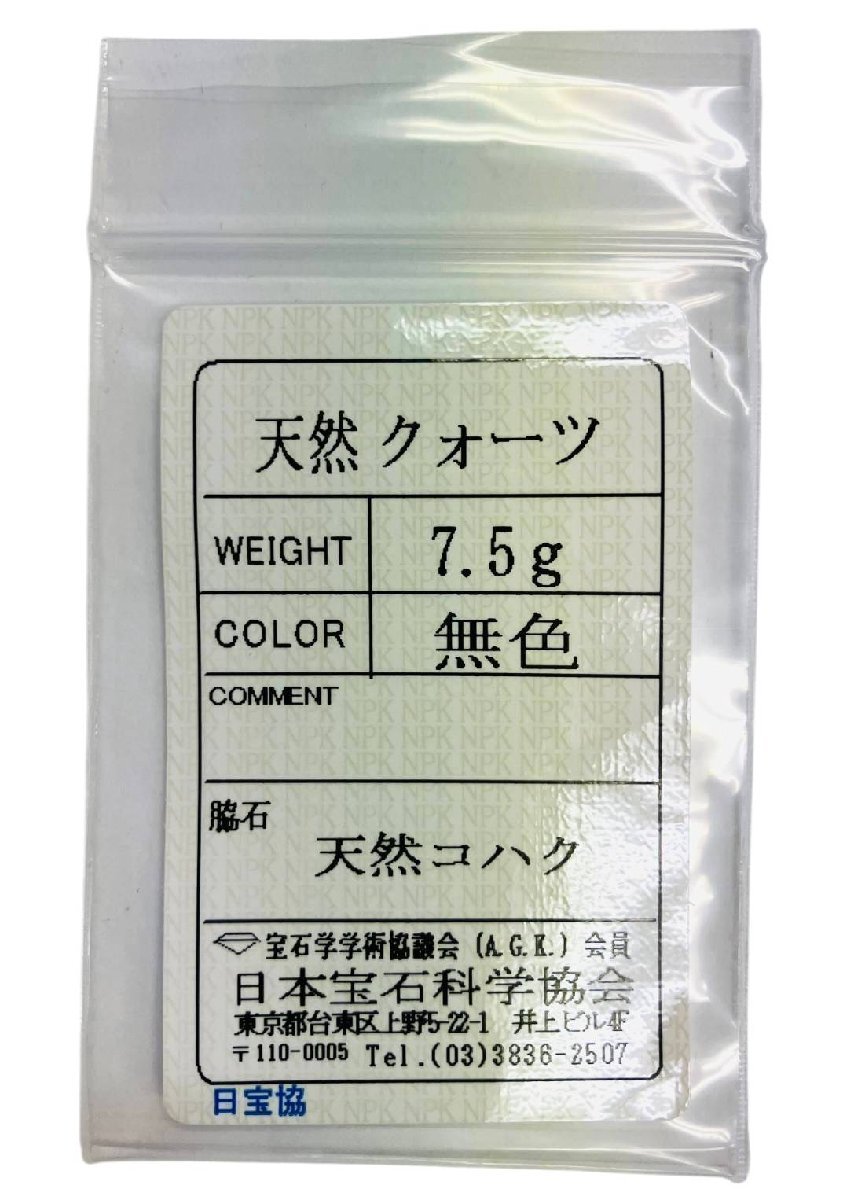 天然 クォーツ
WEIGHT 7.5g
COLOR 無色
COMMENT
脇石
天然コハク
宝石学学術協議会 (A.G.K.) 会員
日本宝石科学協会
東京都台東区上野5-22-1 井上ビル4F
〒110-0005 Tel.(03)3836-2507
日宝協